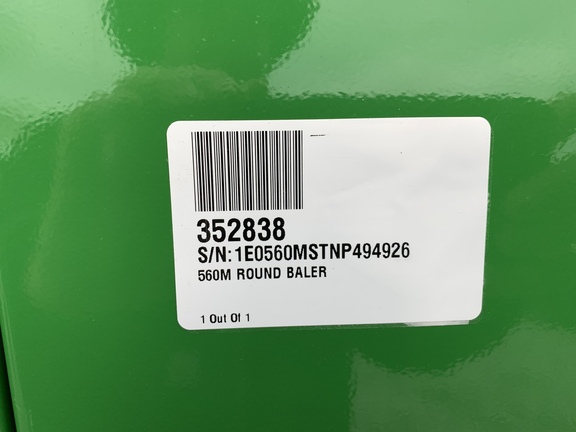 352838
S/N:1E0560MSTNP494926
560M ROUND BALER
1 Out Of 1